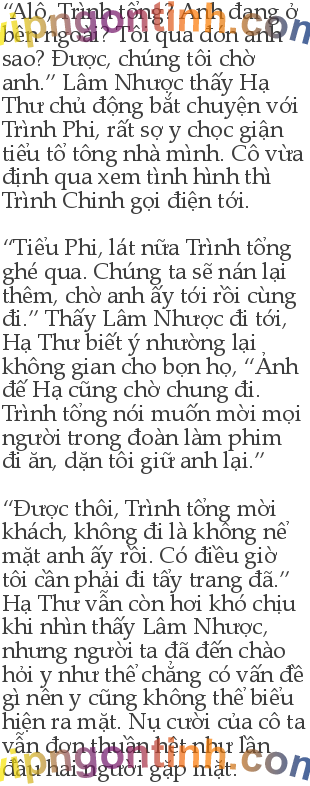 “Alô, Trình tổng? Anh đang ở
bên ngoài? Tôi qua đón anh
sao? Được, chúng tôi chờ
anh.” Lâm Nhược thấy Hạ
Thư chủ động bắt chuyện với
Trình Phi, rất sợ y chọc giận
tiểu tổ tông nhà mình. Cô vừa
định qua xem tình hình thì
Trình Chinh gọi điện tới.
“Tiểu Phi, lát nữa Trình tổng
ghé qua. Chúng ta sẽ nán lại
thêm, chờ anh ấy tới rồi cùng
đi.” Thấy Lâm Nhược đi tới,
Hạ Thư biết ý nhường lại
không gian cho bọn họ, “Ảnh
đế Hạ cũng chờ chung đi.
Trình tổng nói muốn mời mọi
người trong đoàn làm phim
đi ăn, dặn tôi giữ anh lại.”
“Được thôi, Trình tổng mời
khách, không đi là không nể
mặt anh ấy rồi. Có điều giờ
tôi cần phải đi tẩy trang đã.”
Hạ Thư vẫn còn hơi khó chịu
khi nhìn thấy Lâm Nhược,
nhưng người ta đã đến chào
hỏi y như thể chẳng có vấn đề
gì nên y cũng không thể biểu
hiện ra mặt. Nụ cười của cô ta
vẫn đơn thuần hệt như lần
đầu hai người gặp mặt.
vipngontinh.com